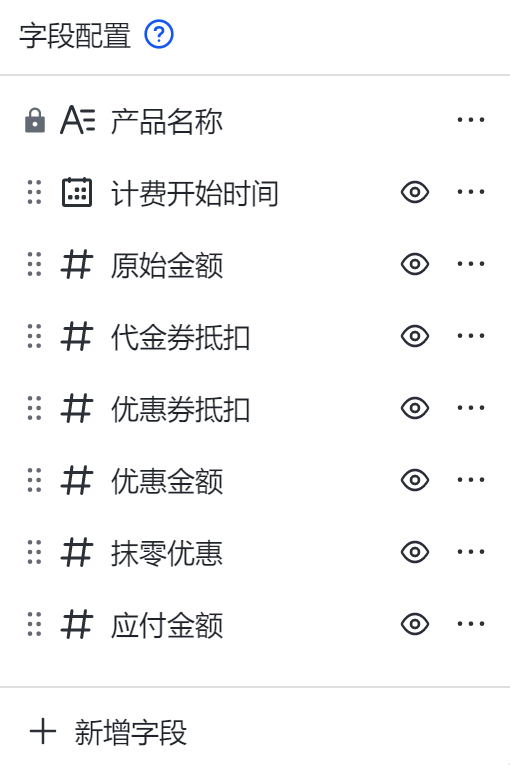 字段配置
产品名称
计费开始时间
原始金额
代金券抵扣
优惠券抵扣
优惠金额
抹零优惠
应付金额
新增字段